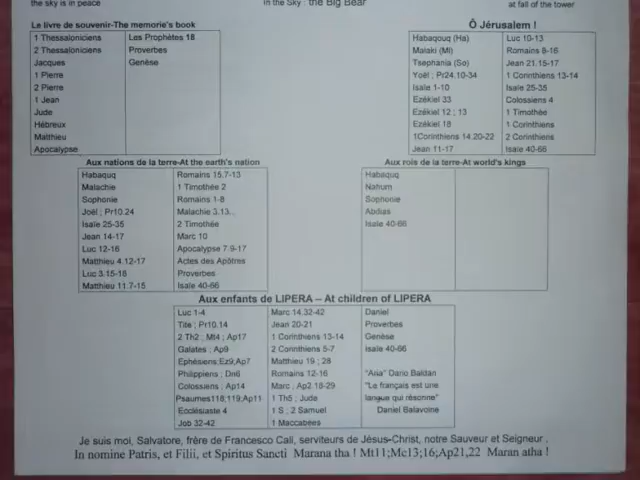 the sky is in peace
In the Sky : the Big Bear
at fall of the tower
Le livre de souvenir-The memorie's book
1 Thessaloniciens Les Prophètes 18
2 Thessaloniciens Proverbes
Jacques Genèse
1 Pierre
2 Pierre
1 Jean
Jude
Hébreux
Matthieu
Apocalypse
Ô Jérusalem !
Habaqouq (Ha) Luc 10-13
Malaki (Ml) Romains 8-16
Tsephania (So) Jean 21.15-17
Yoël ; Pr24.10-34 1 Corinthiens 13-14
Isaïe 1-10 Esaïe 25-35
Ezékiel 33 Colossiens 4
Ezékiel 12 ; 13 1 Timothée
Ezékiel 18 1 Corinthiens
1Corinthiens 14.20-22 2 Corinthiens
Jean 11-17 Isaïe 40-66
Aux nations de la terre-At the earth's nation
Habaquq Romains 15.7-13
Malachie 1 Timothée 2
Sophonie Romains 1-8
Joël ; Pr10.24 Malachie 3.13..
Isaïe 25-35 2 Timothée
Jean 14-17 Marc 10
Luc 12-16 Apocalypse 7.9-17
Matthieu 4.12-17 Actes des Apôtres
Luc 3.15-18 Proverbes
Matthieu 11.7-15 Isaïe 40-66
Aux rois de la terre-At world's kings
Habaquq
Nahum
Sophonie
Abdias
Isaïe 40-66
Aux enfants de LIPERA – At children of LIPERA
Luc 1-4 Marc 14.32-42 Daniel
Tite ; Pr10.14 Jean 20-21 Proverbes
2 Th2 ; Mt4 ; Ap17 1 Corinthiens 13-14 Genèse
Galates ; Ap9 2 Corinthiens 5-7 Isaïe 40-66
Ephésiens;Ez9,Ap7 Matthieu 19 ; 28
Philippiens ; Dn6 Romains 12-16 "Aria" Dario Baldan
Colossiens ; Ap14 Marc ; Ap2.18-29 "Le français est une
Psaumes118;119;Ap11 1 Th5 ; Jude langue qui résonne"
Ecclésiaste 4 1 S ; 2 Samuel Daniel Balavoine
Job 32-42 1 Maccabées
Je suis moi, Salvatore, frère de Francesco Cali, serviteurs de Jésus-Christ, notre Sauveur et Seigneur .
In nomine Patris, et Filii, et Spiritus Sancti Marana tha ! Mt11;Mc13;16;Ap21,22 Maran atha !